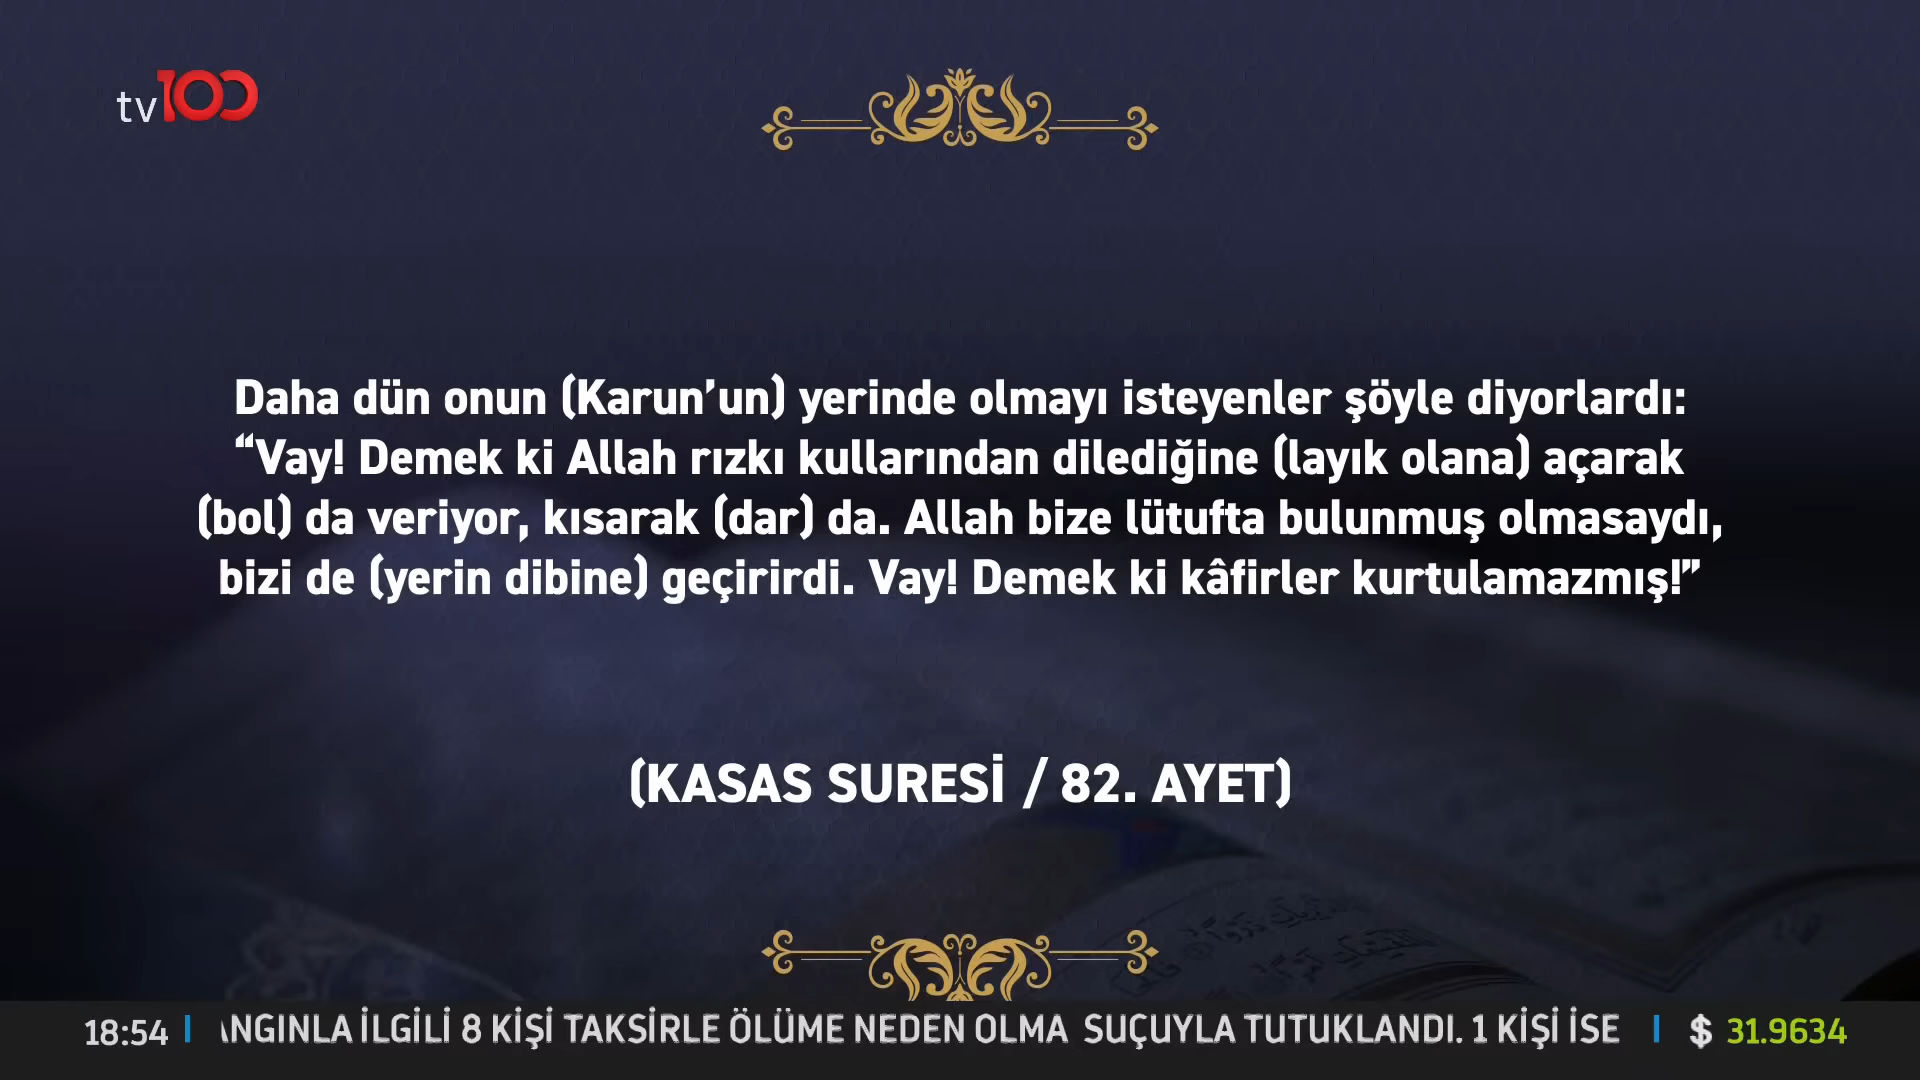 tv100
Daha dün onun (Karun’un) yerinde olmayı isteyenler şöyle diyorlardı:
“Vay! Demek ki Allah rızkı kullarından dilediğine (layık olana) açarak
(bol) da veriyor, kısarak (dar) da. Allah bize lütufta bulunmuş olmasaydı,
bizi de (yerin dibine) geçirirdi. Vay! Demek ki kâfirler kurtulamazmış!”
(KASAS SURESİ / 82. AYET)
18:54 | ANGINLA İLGİLİ 8 KİŞİ TAKSİRLE ÖLÜME NEDEN OLMA SUÇUYLA TUTUKLANDI. 1 KİŞİ İSE | $ 31.9634